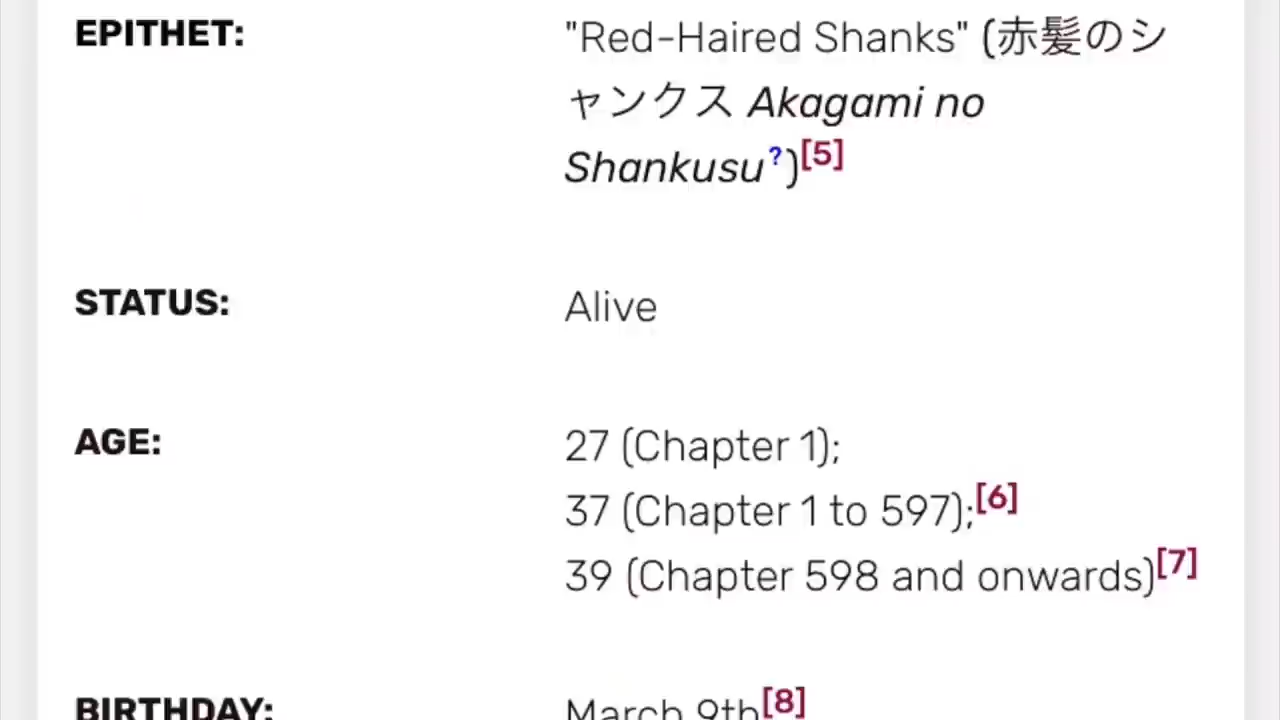 EPITHET:
"Red-Haired Shanks" (赤髪のシ
ャンクス Akagami no
Shankusu?)[5]
STATUS:
Alive
AGE:
27 (Chapter 1);
37 (Chapter 1 to 597);[6]
39 (Chapter 598 and onwards)[7]
BIRTHDAY:
March 9th[8]